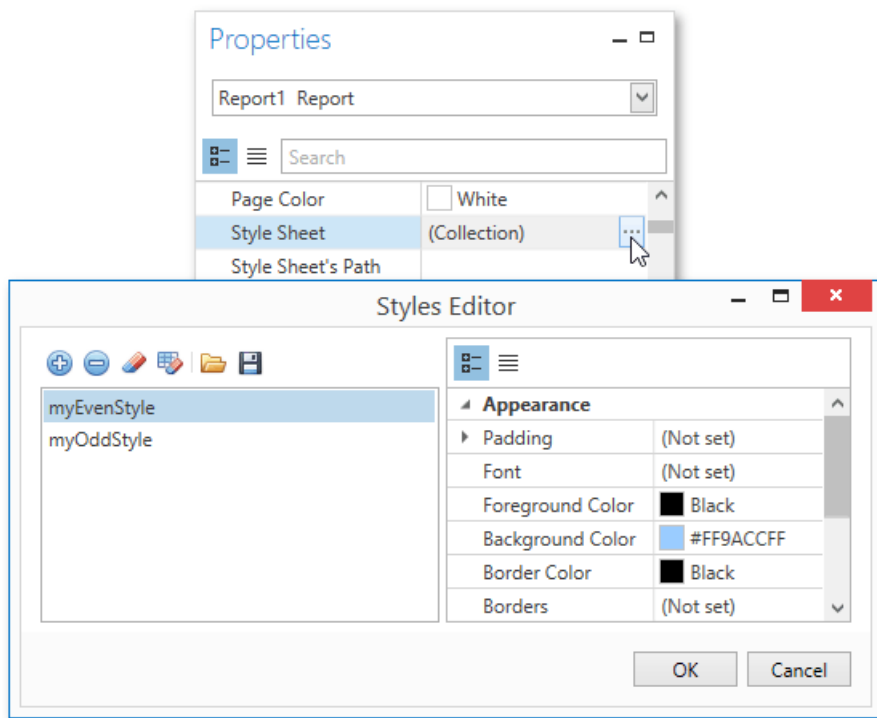 Properties
Report1 Report
Search
Page Color White
Style Sheet (Collection) ...
Style Sheet's Path
Styles Editor
myEvenStyle
myOddStyle
Appearance
Padding (Not set)
Font (Not set)
Foreground Color Black
Background Color #FF9ACCFF
Border Color Black
Borders (Not set)
OK Cancel